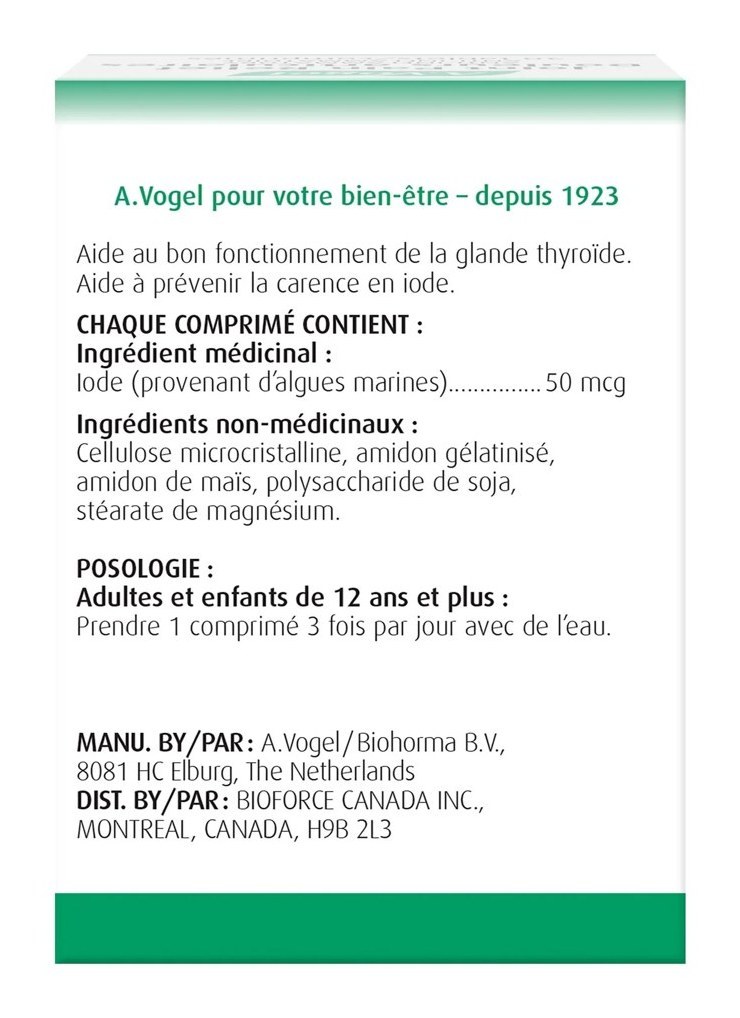 A.Vogel pour votre bien-être – depuis 1923
Aide au bon fonctionnement de la glande thyroïde.
Aide à prévenir la carence en iode.
CHAQUE COMPRIMÉ CONTIENT :
Ingrédient médicinal :
Iode (provenant d'algues marines)............... 50 mcg
Ingrédients non-médicinaux :
Cellulose microcristalline, amidon gélatinisé,
amidon de maïs, polysaccharide de soja,
stéarate de magnésium.
POSOLOGIE :
Adultes et enfants de 12 ans et plus :
Prendre 1 comprimé 3 fois par jour avec de l'eau.
MANU. BY/PAR : A.Vogel/Biohorma B.V.,
8081 HC Elburg, The Netherlands
DIST. BY/PAR : BIOFORCE CANADA INC.,
MONTREAL, CANADA, H9B 2L3